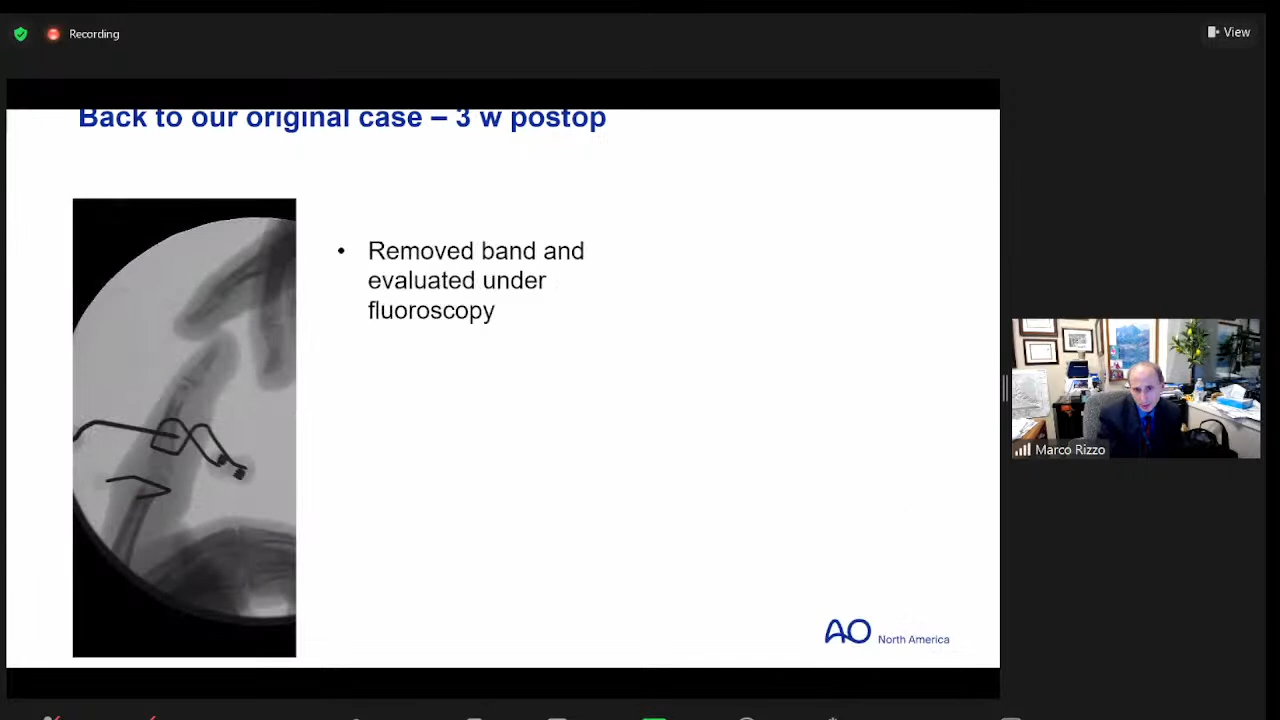 Recording
View
Back to our original case – 3 w postop
• Removed band and
evaluated under
fluoroscopy
Marco Rizzo
AO North America